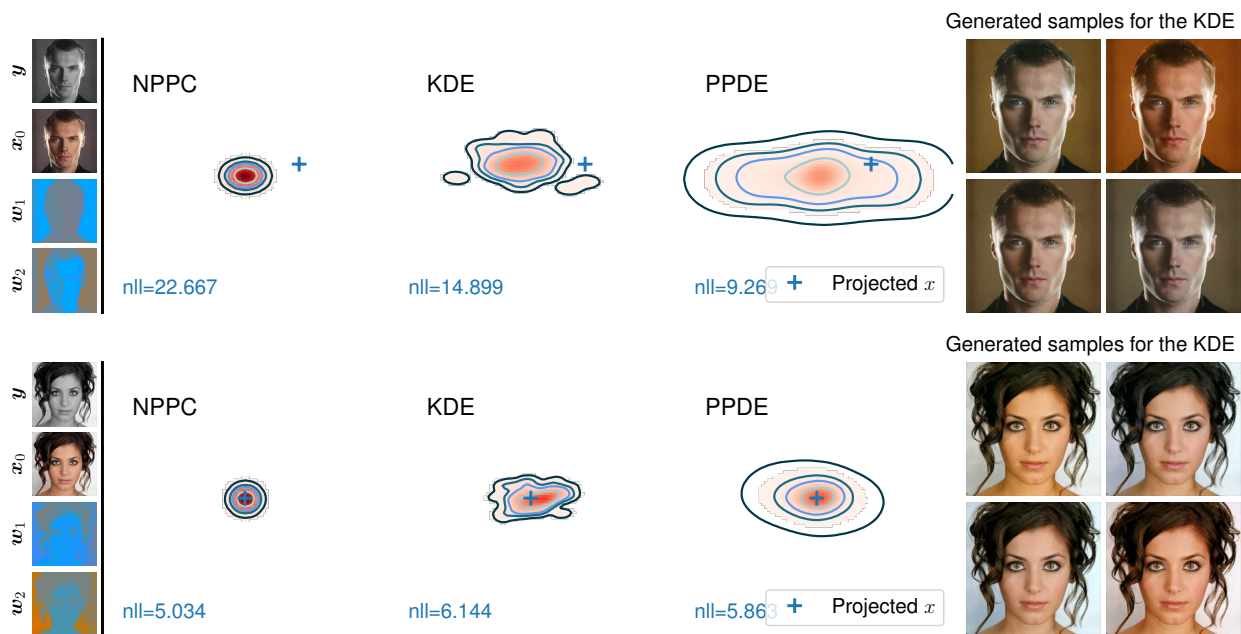 Generated samples for the KDE
y
x₀
w₁
w₂
NPPC
KDE
PPDE
nll=22.667
nll=14.899
nll=9.269
Projected x
Generated samples for the KDE
y
x₀
w₁
w₂
NPPC
KDE
PPDE
nll=5.034
nll=6.144
nll=5.863
Projected x